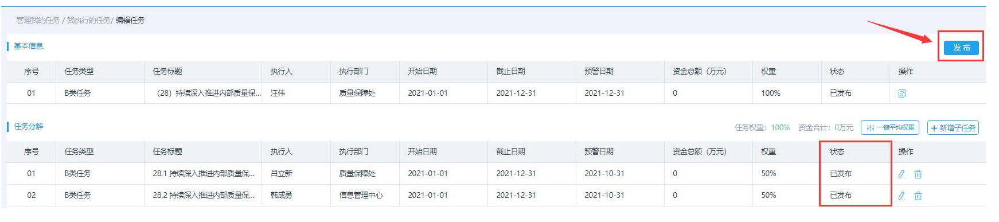 管理我的任务 / 我执行的任务/ 编辑任务
基本信息 发布
序号 任务类型 任务标题 执行人 执行部门 开始日期 截止日期 预警日期 资金总额（万元） 权重 状态 操作
01 B类任务 （28）持续深入推进内部质量保... 汪伟 质量保障处 2021-01-01 2021-12-31 2021-12-31 0 100% 已发布
任务分解 任务权重：100% 资金合计：0万元 一键平均权重 +新增子任务
序号 任务类型 任务标题 执行人 执行部门 开始日期 截止日期 预警日期 资金总额（万元） 权重 状态 操作
01 B类任务 28.1 持续深入推进内部质量保... 吕立新 质量保障处 2021-01-01 2021-12-31 2021-10-31 0 50% 已发布
02 B类任务 28.2 持续深入推进内部质量保... 韩成勇 信息管理中心 2021-01-01 2021-12-31 2021-10-31 0 50% 已发布